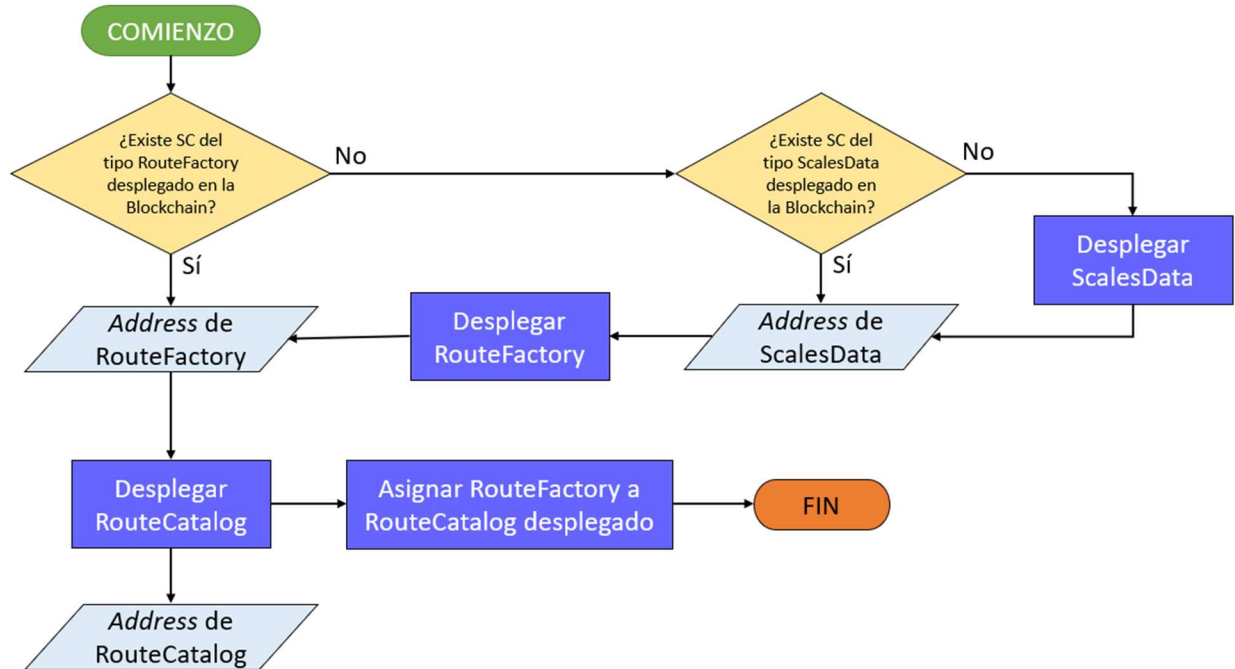 COMIENZO
¿Existe SC del
tipo RouteFactory
desplegado en la
Blockchain?
No
¿Existe SC del
tipo ScalesData
desplegado en
la Blockchain?
No
Desplegar
ScalesData
Sí
Sí
Address de
RouteFactory
Desplegar
RouteFactory
Address de
ScalesData
Desplegar
RouteCatalog
Asignar RouteFactory a
RouteCatalog desplegado
FIN
Address de
RouteCatalog